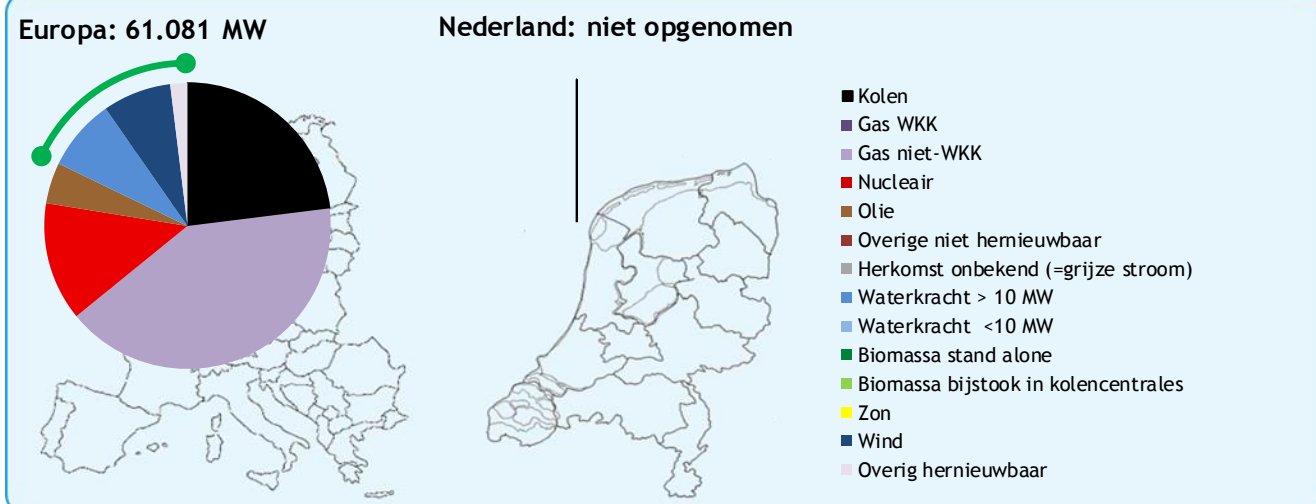 Europa: 61.081 MW
Nederland: niet opgenomen
Kolen
Gas WKK
Gas niet-WKK
Nucleair
Olie
Overige niet hernieuwbaar
Herkomst onbekend (=grijze stroom)
Waterkracht > 10 MW
Waterkracht <10 MW
Biomassa stand alone
Biomassa bijstook in kolencentrales
Zon
Wind
Overig hernieuwbaar